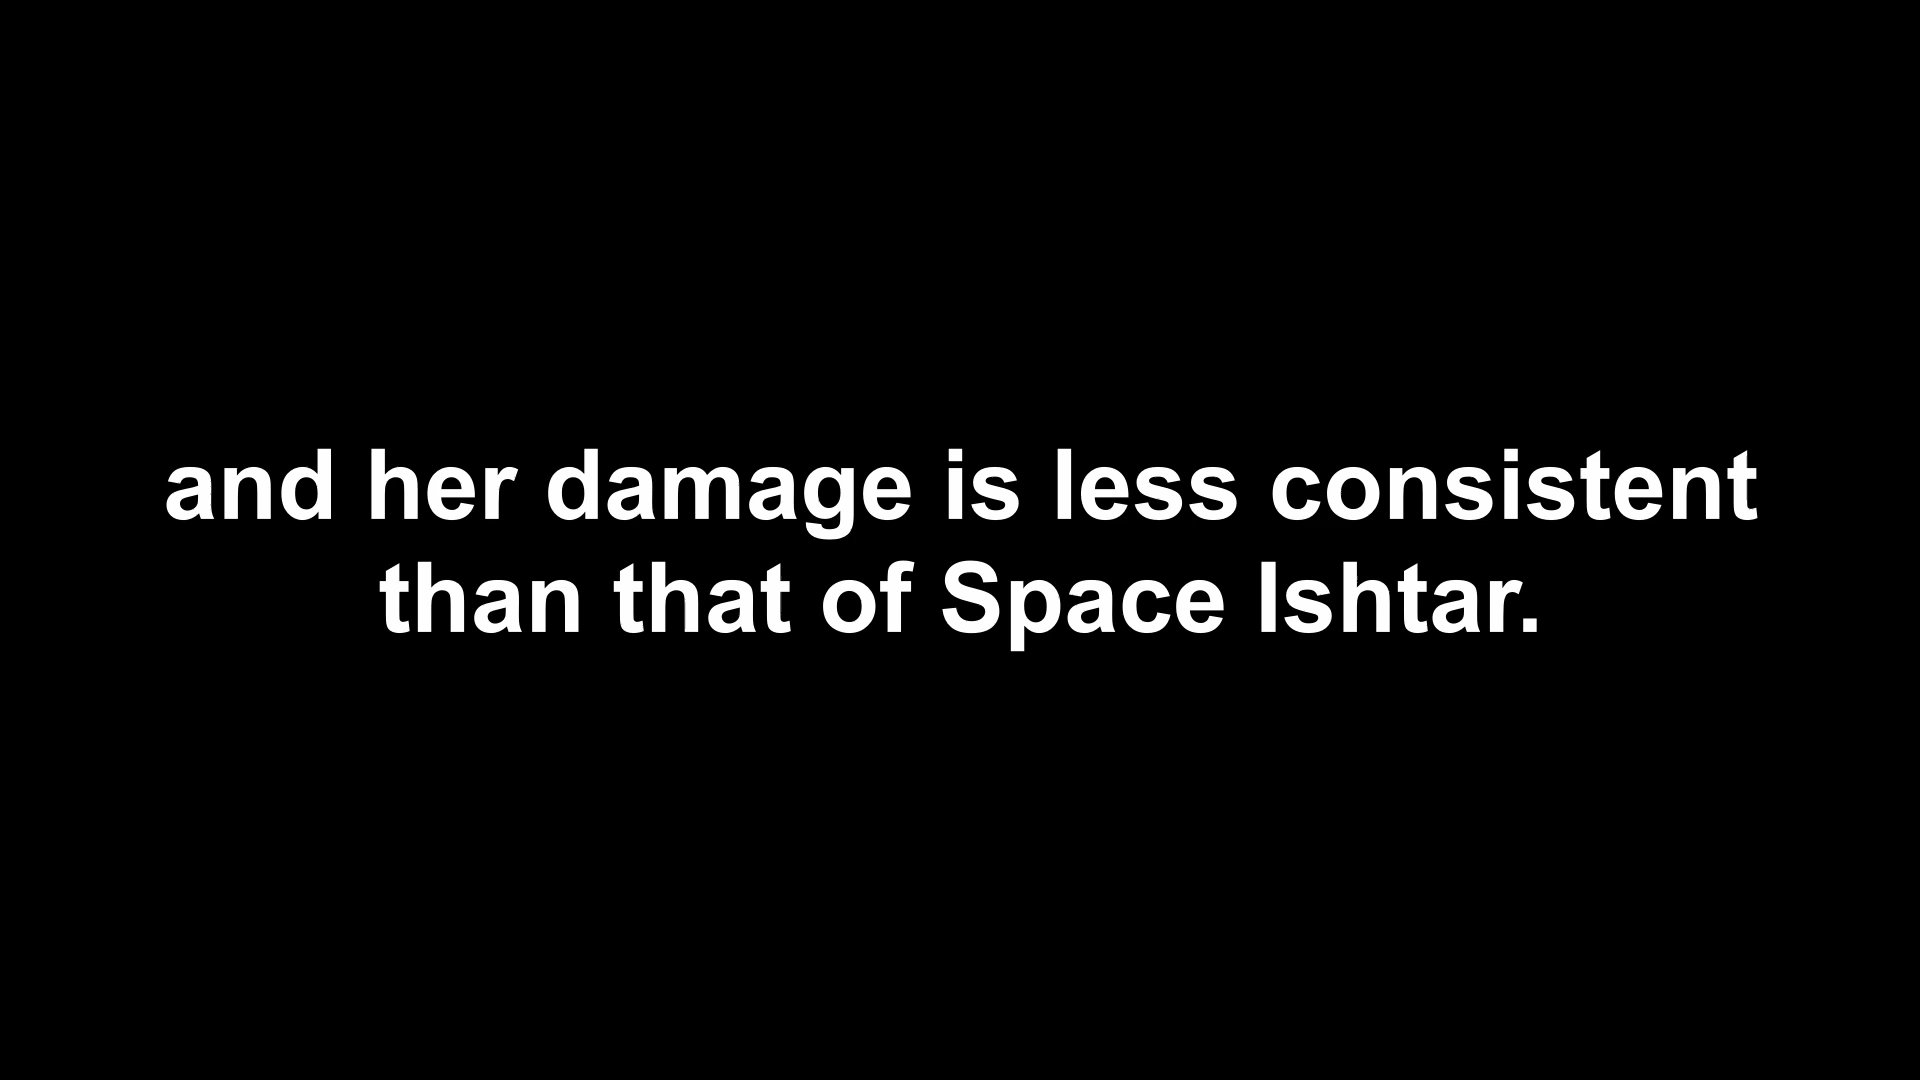 and her damage is less consistent
than that of Space Ishtar.